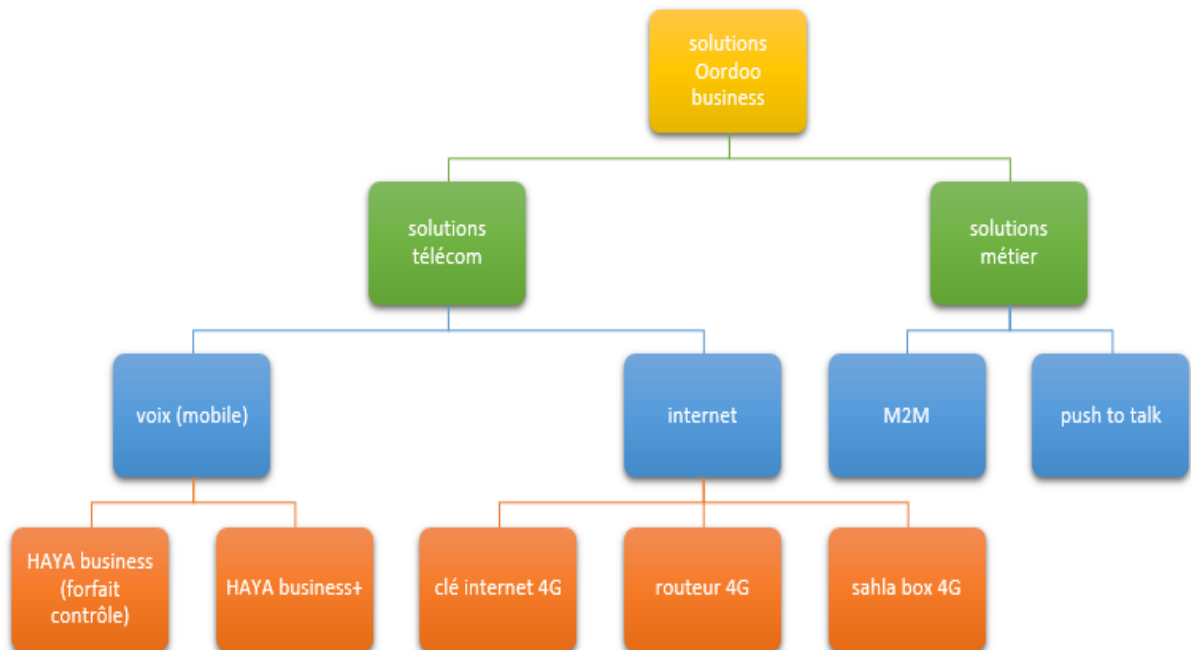 solutions
Oordoo
business
solutions
télécom
solutions
métier
voix (mobile)
internet
M2M
push to talk
HAYA business
(forfait
contrôle)
HAYA business+
clé internet 4G
routeur 4G
sahla box 4G